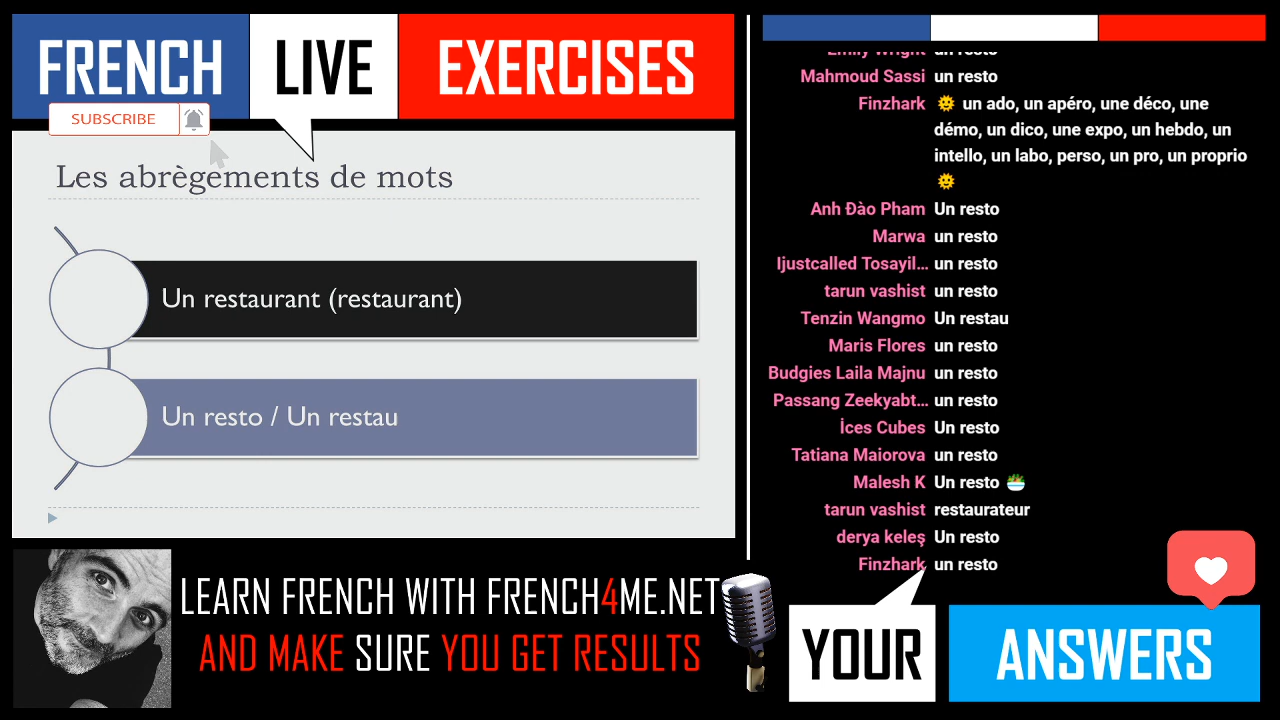 FRENCH LIVE EXERCISES
SUBSCRIBE
Les abrègements de mots
Un restaurant (restaurant)
Un resto / Un restau
LEARN FRENCH WITH FRENCH4ME.NET
AND MAKE SURE YOU GET RESULTS
Emily Wright un resto
Mahmoud Sassi un resto
Finzhark 🌞 un ado, un apéro, une déco, une
démo, un dico, une expo, un hebdo, un
intello, un labo, perso, un pro, un proprio
🌞
Anh Đào Pham Un resto
Marwa un resto
Ijustcalled Tosayil... un resto
tarun vashist un resto
Tenzin Wangmo Un restau
Maris Flores un resto
Budgies Laila Majnu un resto
Passang Zeekyabt... un resto
İces Cubes Un resto
Tatiana Maiorova un resto
Malesh K Un resto 🥗
tarun vashist restaurateur
derya keleş Un resto
Finzhark un resto
YOUR ANSWERS